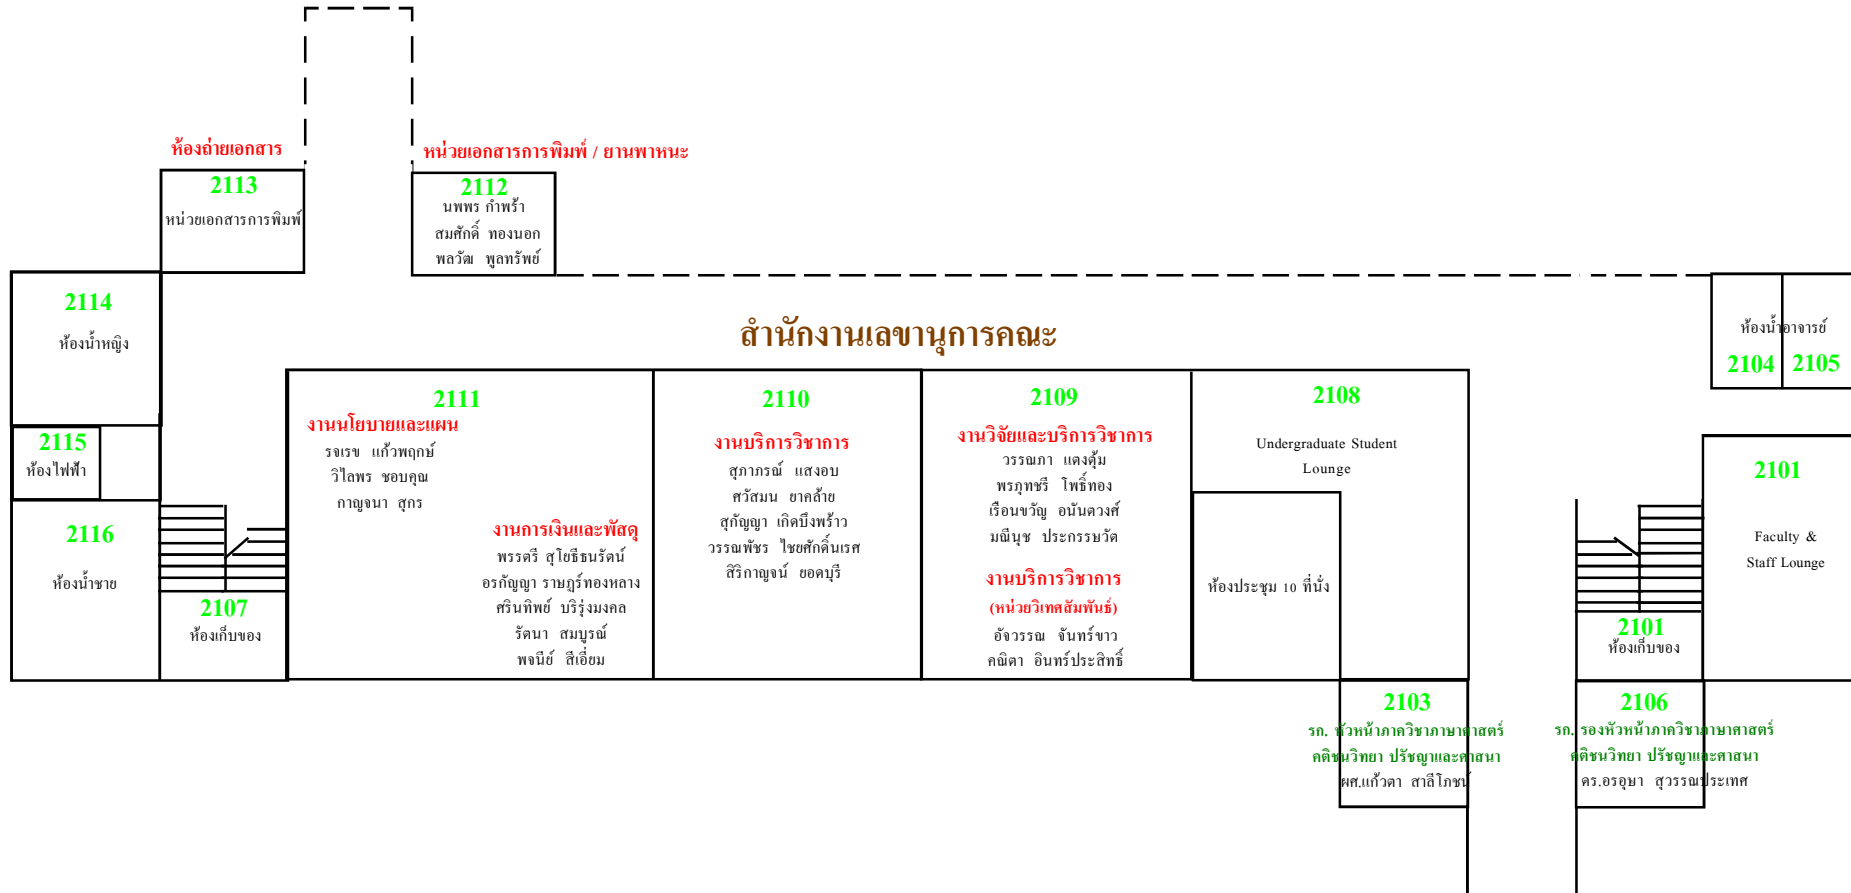 ห้องถ่ายเอกสาร
2113
หน่วยเอกสารการพิมพ์
หน่วยเอกสารการพิมพ์ / ยานพาหนะ
2112
นพพร กำพร้า
สมศักดิ์ ทองนอก
พลวัฒ พูลทรัพย์
2114
ห้องน้ำหญิง
2115
ห้องไฟฟ้า
2116
ห้องน้ำชาย
2107
ห้องเก็บของ
สำนักงานเลขานุการคณะ
2111
งานนโยบายและแผน
รจเรข แก้วพฤกษ์
วิไลพร ชอบคุณ
กาญจนา สุกร
งานการเงินและพัสดุ
พรรตรี สุโยธีธนรัตน์
อรกัญญา ราษฎร์ทองหลาง
ศรินทิพย์ บริรุ่งมงคล
รัตนา สมบูรณ์
พจนีย์ สีเอี่ยม
2110
งานบริการวิชาการ
สุภาภรณ์ แสงอบ
ศวัสมน ยาคล้าย
สุกัญญา เกิดบึงพร้าว
วรรณพัชร ไชยศักดิ์นเรศ
สิริกาญจน์ ยอดบุรี
2109
งานวิจัยและบริการวิชาการ
วรรณภา แตงตุ้ม
พรภุทชรี โพธิ์ทอง
เรือนขวัญ อนันตวงศ์
มณีนุช ประกรรษวัต
งานบริการวิชาการ
(หน่วยวิเทศสัมพันธ์)
อัจวรรณ จันทร์ขาว
คณิตา อินทร์ประสิทธิ์
2108
Undergraduate Student
Lounge
ห้องประชุม 10 ที่นั่ง
2103
รก. หัวหน้าภาควิชาภาษาศาสตร์
คติชนวิทยา ปรัชญาและศาสนา
ผศ.แก้วตา สาลีโภชน์
ห้องน้ำอาจารย์
2104
2105
2101
Faculty &
Staff Lounge
2101
ห้องเก็บของ
2106
รก. รองหัวหน้าภาควิชาภาษาศาสตร์
คติชนวิทยา ปรัชญาและศาสนา
ดร.อรอุษา สุวรรณประเทศ